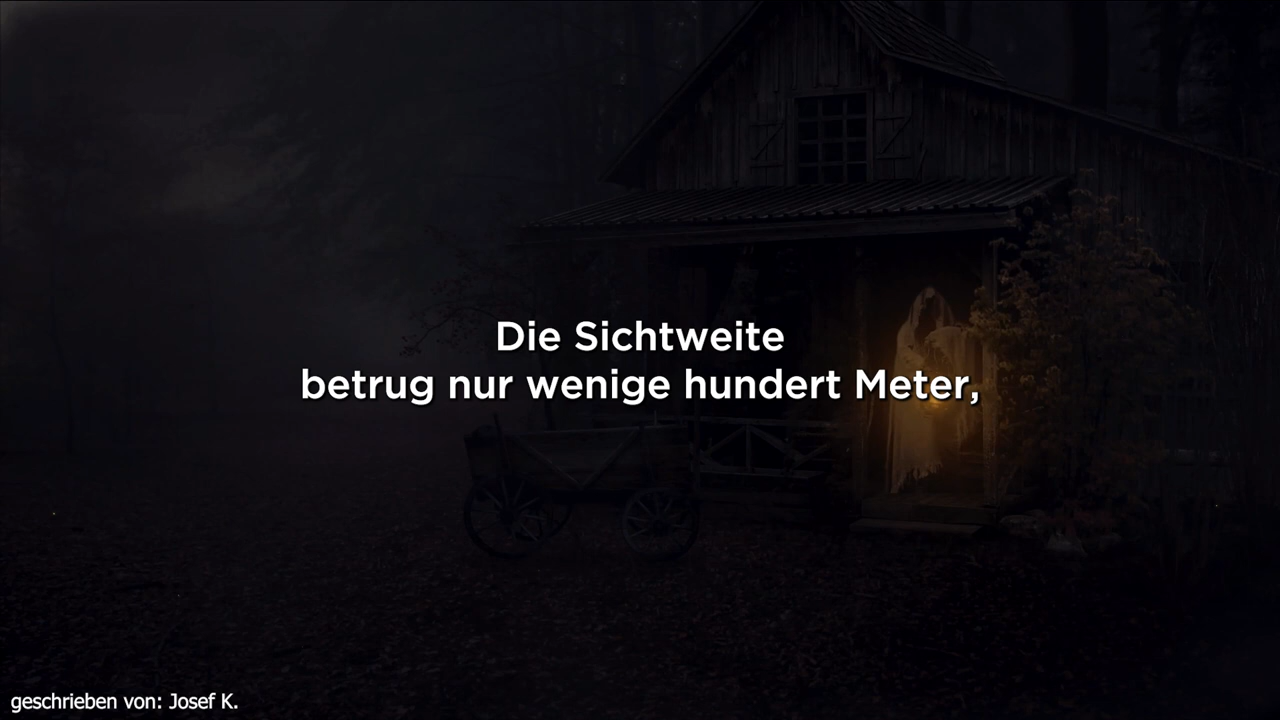 Die Sichtweite
betrug nur wenige hundert Meter,
geschrieben von: Josef K.